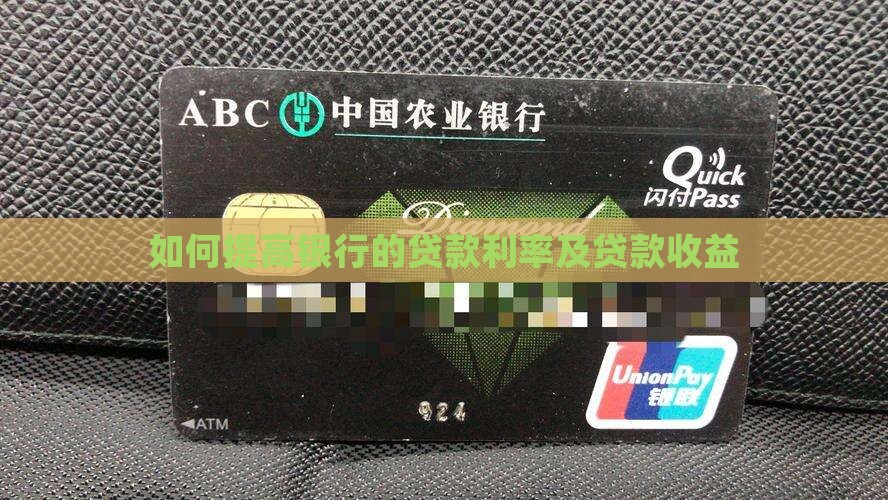 ABC 中国农业银行
Quick
闪付Pass
Diamond
如何提高银行的贷款利率及贷款收益
UnionPay
银联
924
ATM